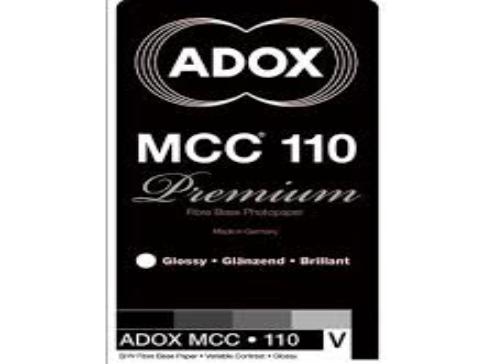 ADOX
MCC® 110
Premium
Fibre Base Photopaper
Made in Germany
Glossy • Glänzend • Brillant
ADOX MCC • 110 V
B/W Fibre Base Paper • Variable Contrast • Glossy